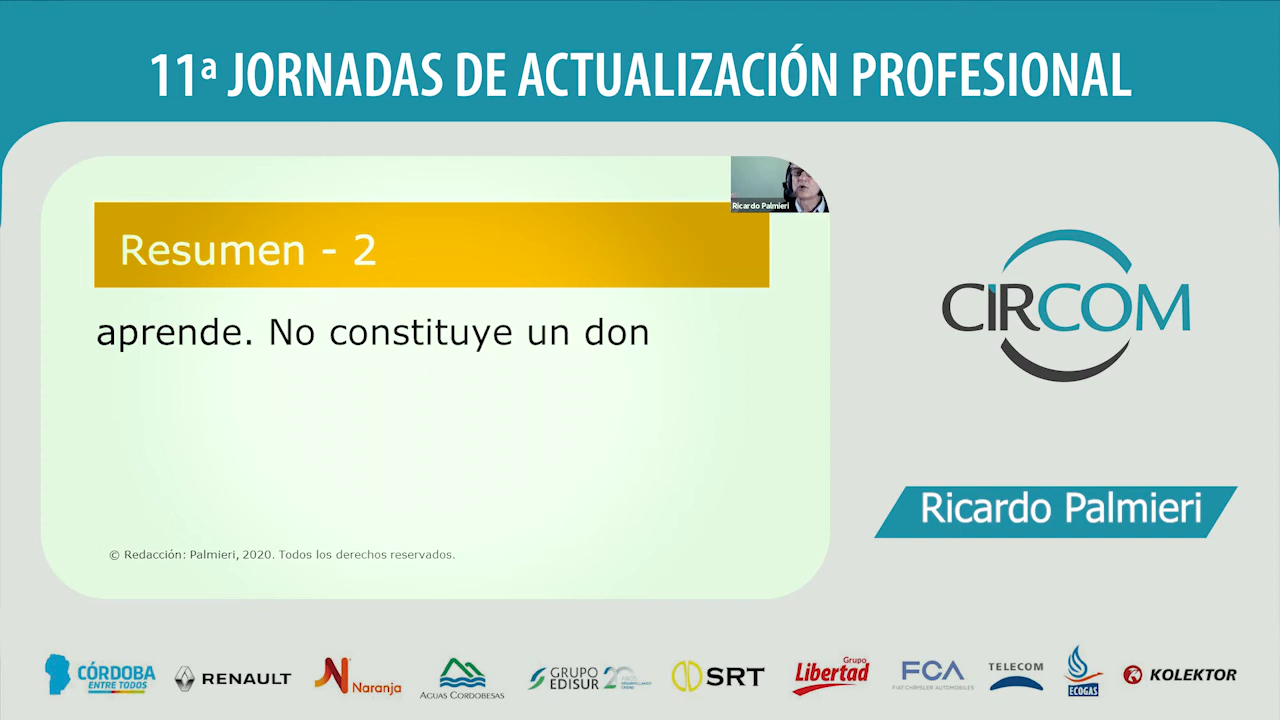 11ª JORNADAS DE ACTUALIZACIÓN PROFESIONAL
Ricardo Palmieri
Resumen - 2
aprende. No constituye un don
© Redacción: Palmieri, 2020. Todos los derechos reservados.
CIRCOM
Ricardo Palmieri
CÓRDOBA
ENTRE TODOS
RENAULT
Naranja
AGUAS CORDOBESAS
GRUPO
EDISUR
SRT
Grupo
Libertad
FCA
FIAT CHRYSLER AUTOMOBILES
TELECOM
ECOGAS
KOLEKTOR